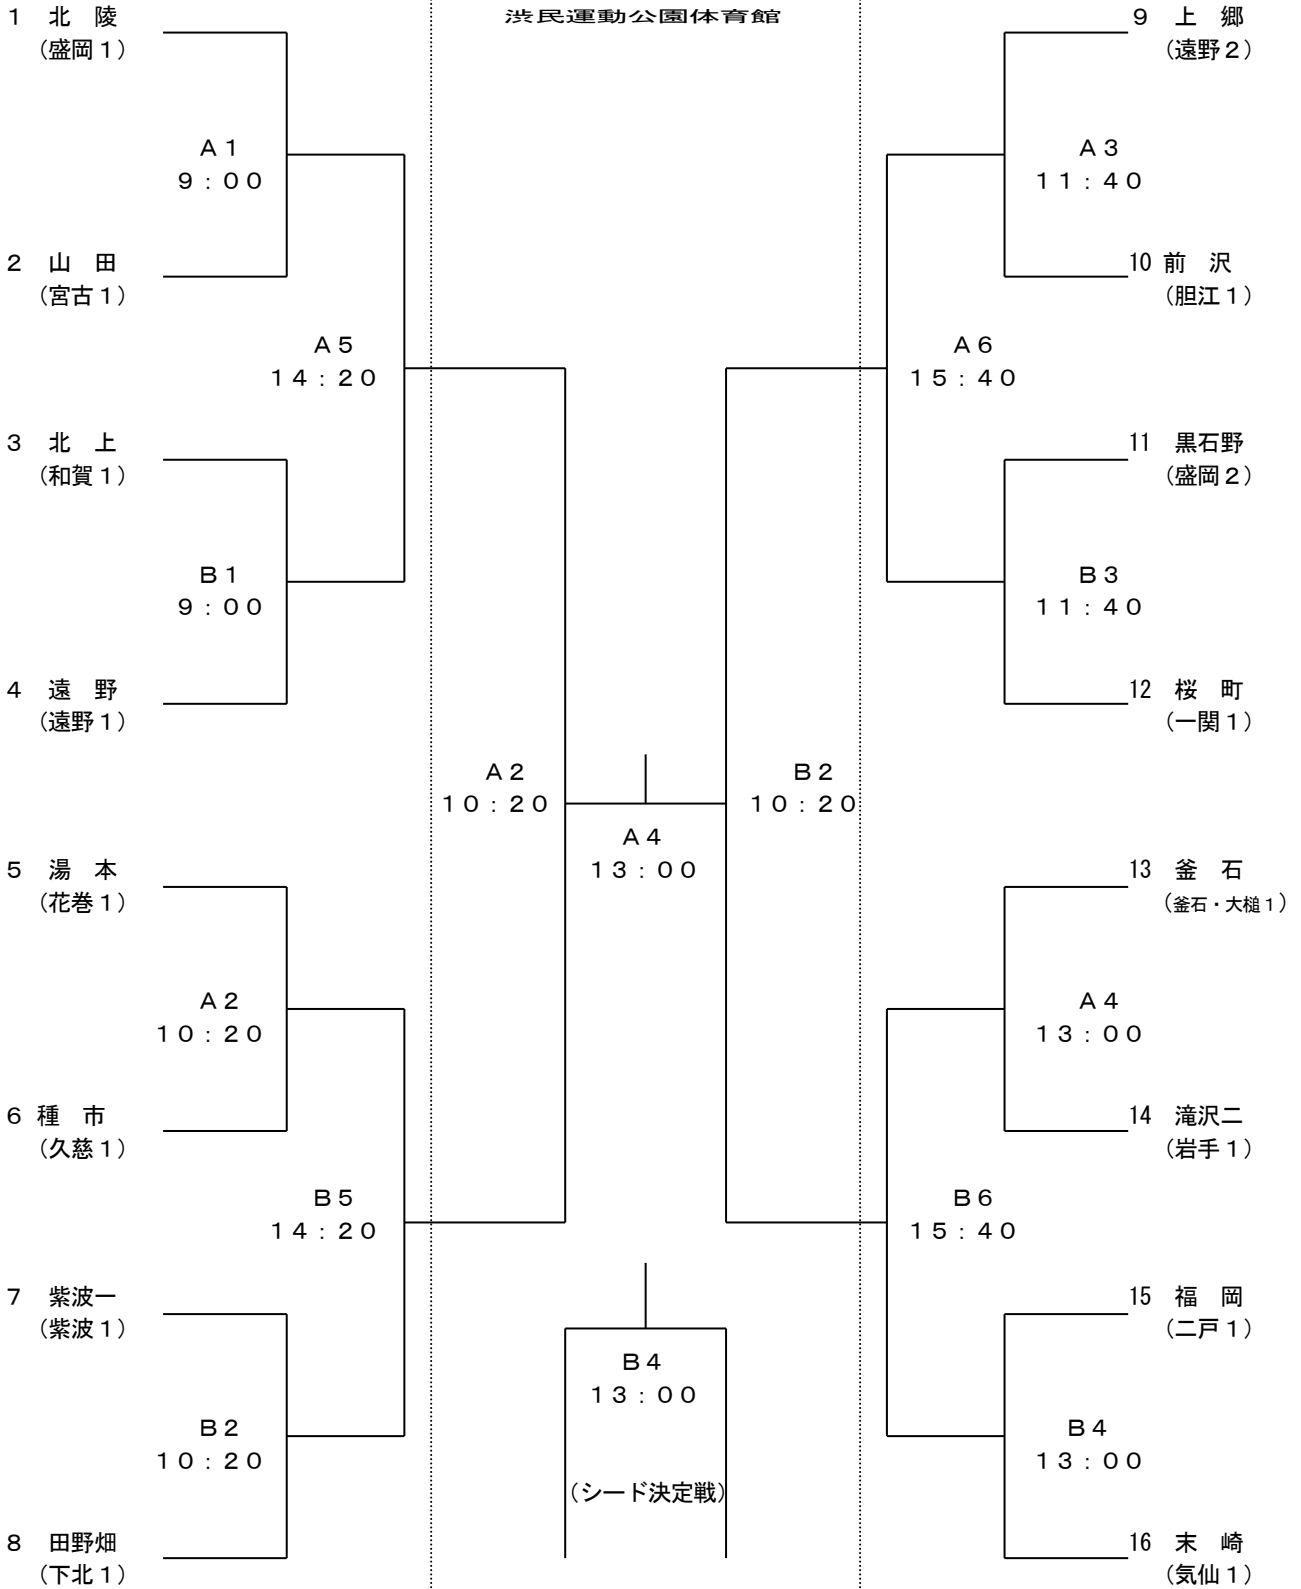 渋民運動公園体育館
1 北 陵
(盛岡1)
A1
9:00
2 山 田
(宮古1)
A5
14:20
3 北 上
(和賀1)
B1
9:00
4 遠 野
(遠野1)
A2
10:20
5 湯 本
(花巻1)
A2
10:20
6 種 市
(久慈1)
B5
14:20
7 紫波一
(紫波1)
B2
10:20
8 田野畑
(下北1)
A4
13:00
B4
13:00
(シード決定戦)
9 上 郷
(遠野2)
A3
11:40
10 前 沢
(胆江1)
A6
15:40
11 黒石野
(盛岡2)
B3
11:40
12 桜 町
(一関1)
B2
10:20
13 釜 石
(釜石・大槌1)
A4
13:00
14 滝沢二
(岩手1)
B6
15:40
15 福 岡
(二戸1)
B4
13:00
16 末 崎
(気仙1)